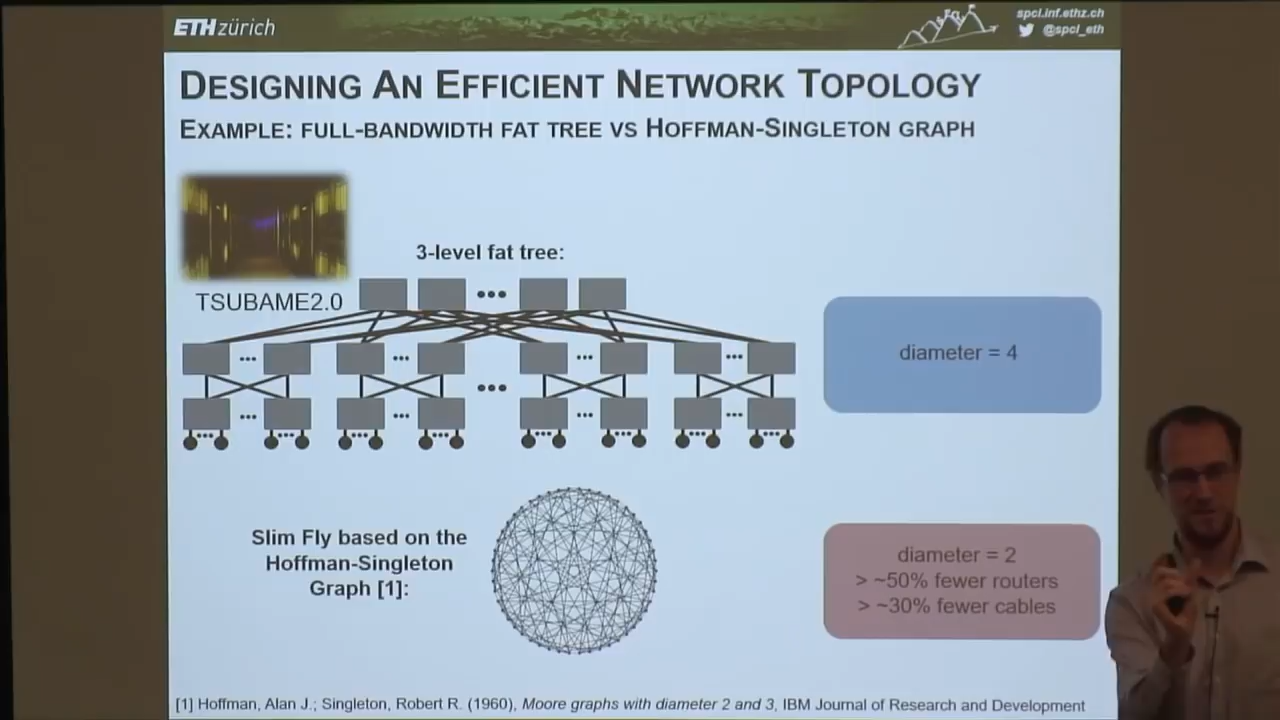 ETH zürich
spcl.inf.ethz.ch
@spcl_eth
DESIGNING AN EFFICIENT NETWORK TOPOLOGY
EXAMPLE: FULL-BANDWIDTH FAT TREE VS HOFFMAN-SINGLETON GRAPH
3-level fat tree:
TSUBAME2.0
diameter = 4
Slim Fly based on the
Hoffman-Singleton
Graph [1]:
diameter = 2
> ~50% fewer routers
> ~30% fewer cables
[1] Hoffman, Alan J.; Singleton, Robert R. (1960), Moore graphs with diameter 2 and 3, IBM Journal of Research and Development